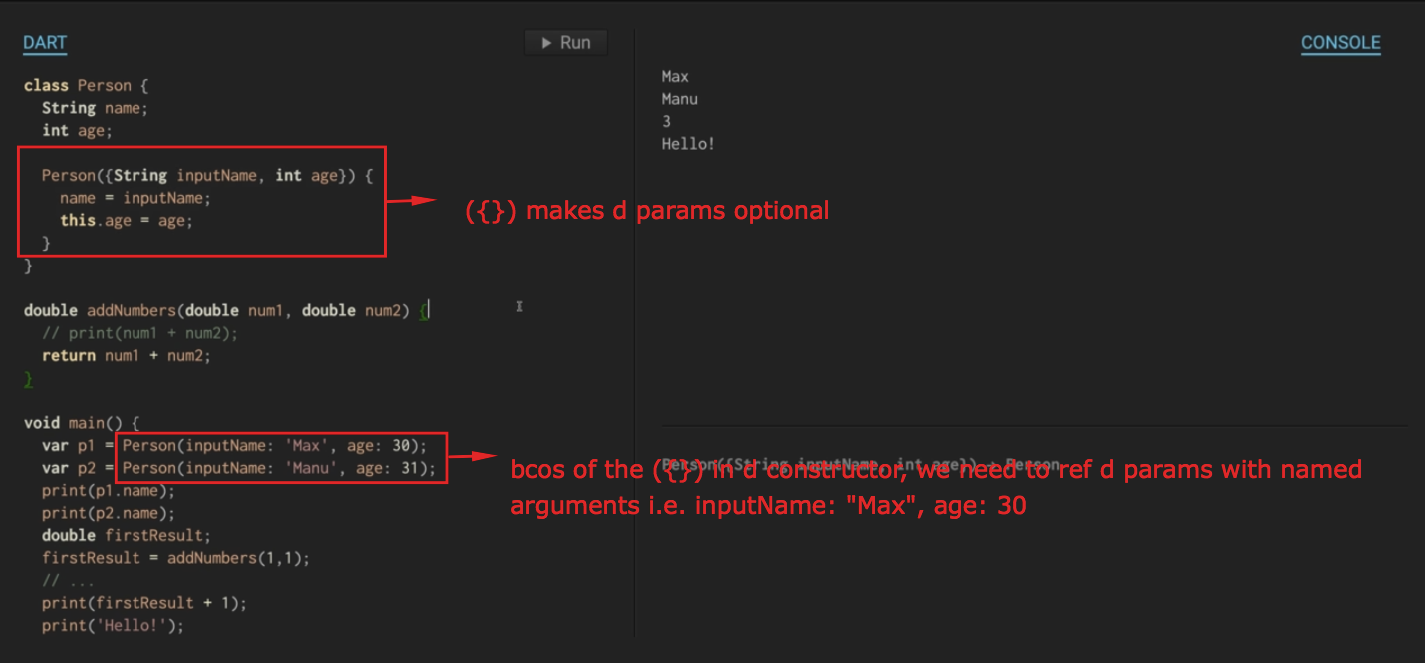 DART
Run
CONSOLE
class Person {
String name;
int age;
Person({String inputName, int age}) {
name = inputName;
this.age = age;
}
}
double addNumbers(double num1, double num2) {
// print(num1 + num2);
return num1 + num2;
}
void main() {
var p1 = Person(inputName: 'Max', age: 30);
var p2 = Person(inputName: 'Manu', age: 31);
print(p1.name);
print(p2.name);
double firstResult;
firstResult = addNumbers(1,1);
// ...
print(firstResult + 1);
print('Hello!');
Max
Manu
3
Hello!
({}) makes d params optional
Person({String inputName, int age}) → Person
bcos of the ({}) in d constructor, we need to ref d params with named
arguments i.e. inputName: "Max", age: 30